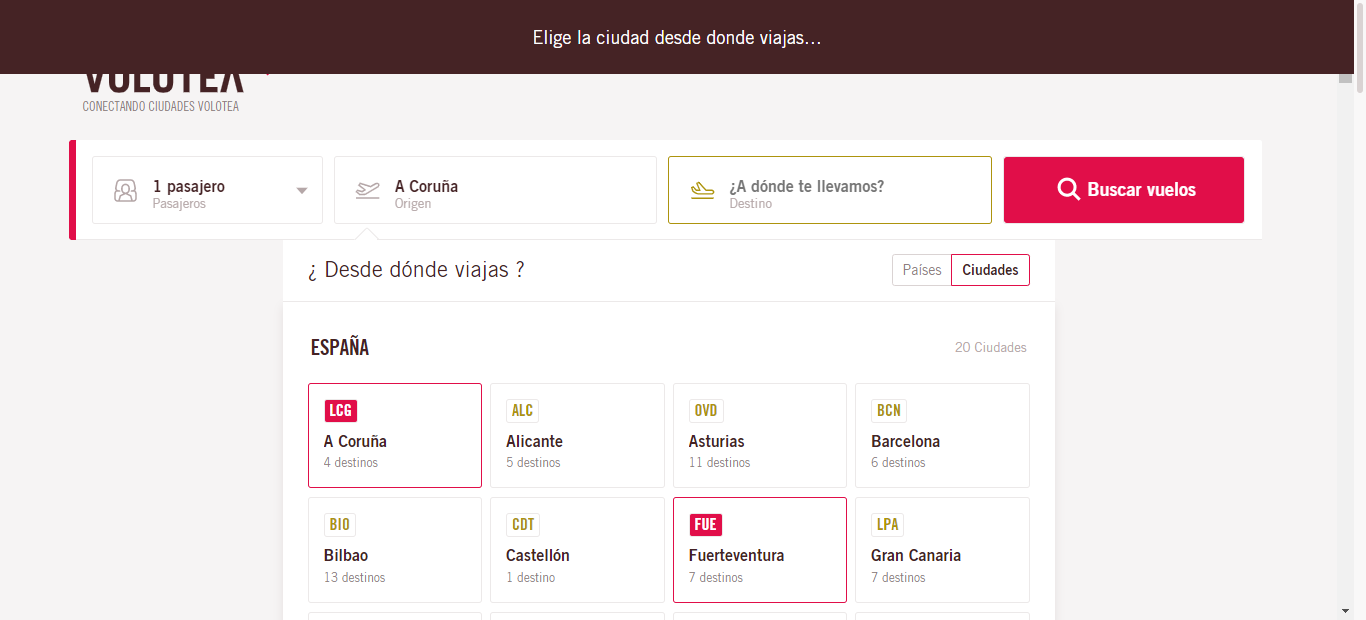 Elige la ciudad desde donde viajas...
VOLOTEA
CONECTANDO CIUDADES VOLOTEA
1 pasajero
Pasajeros
A Coruña
Origen
¿A dónde te llevamos?
Destino
Buscar vuelos
¿ Desde dónde viajas ?
Países
Ciudades
ESPAÑA
20 Ciudades
LCG
A Coruña
4 destinos
ALC
Alicante
5 destinos
OVD
Asturias
11 destinos
BCN
Barcelona
6 destinos
BIO
Bilbao
13 destinos
CDT
Castellón
1 destino
FUE
Fuerteventura
7 destinos
LPA
Gran Canaria
7 destinos